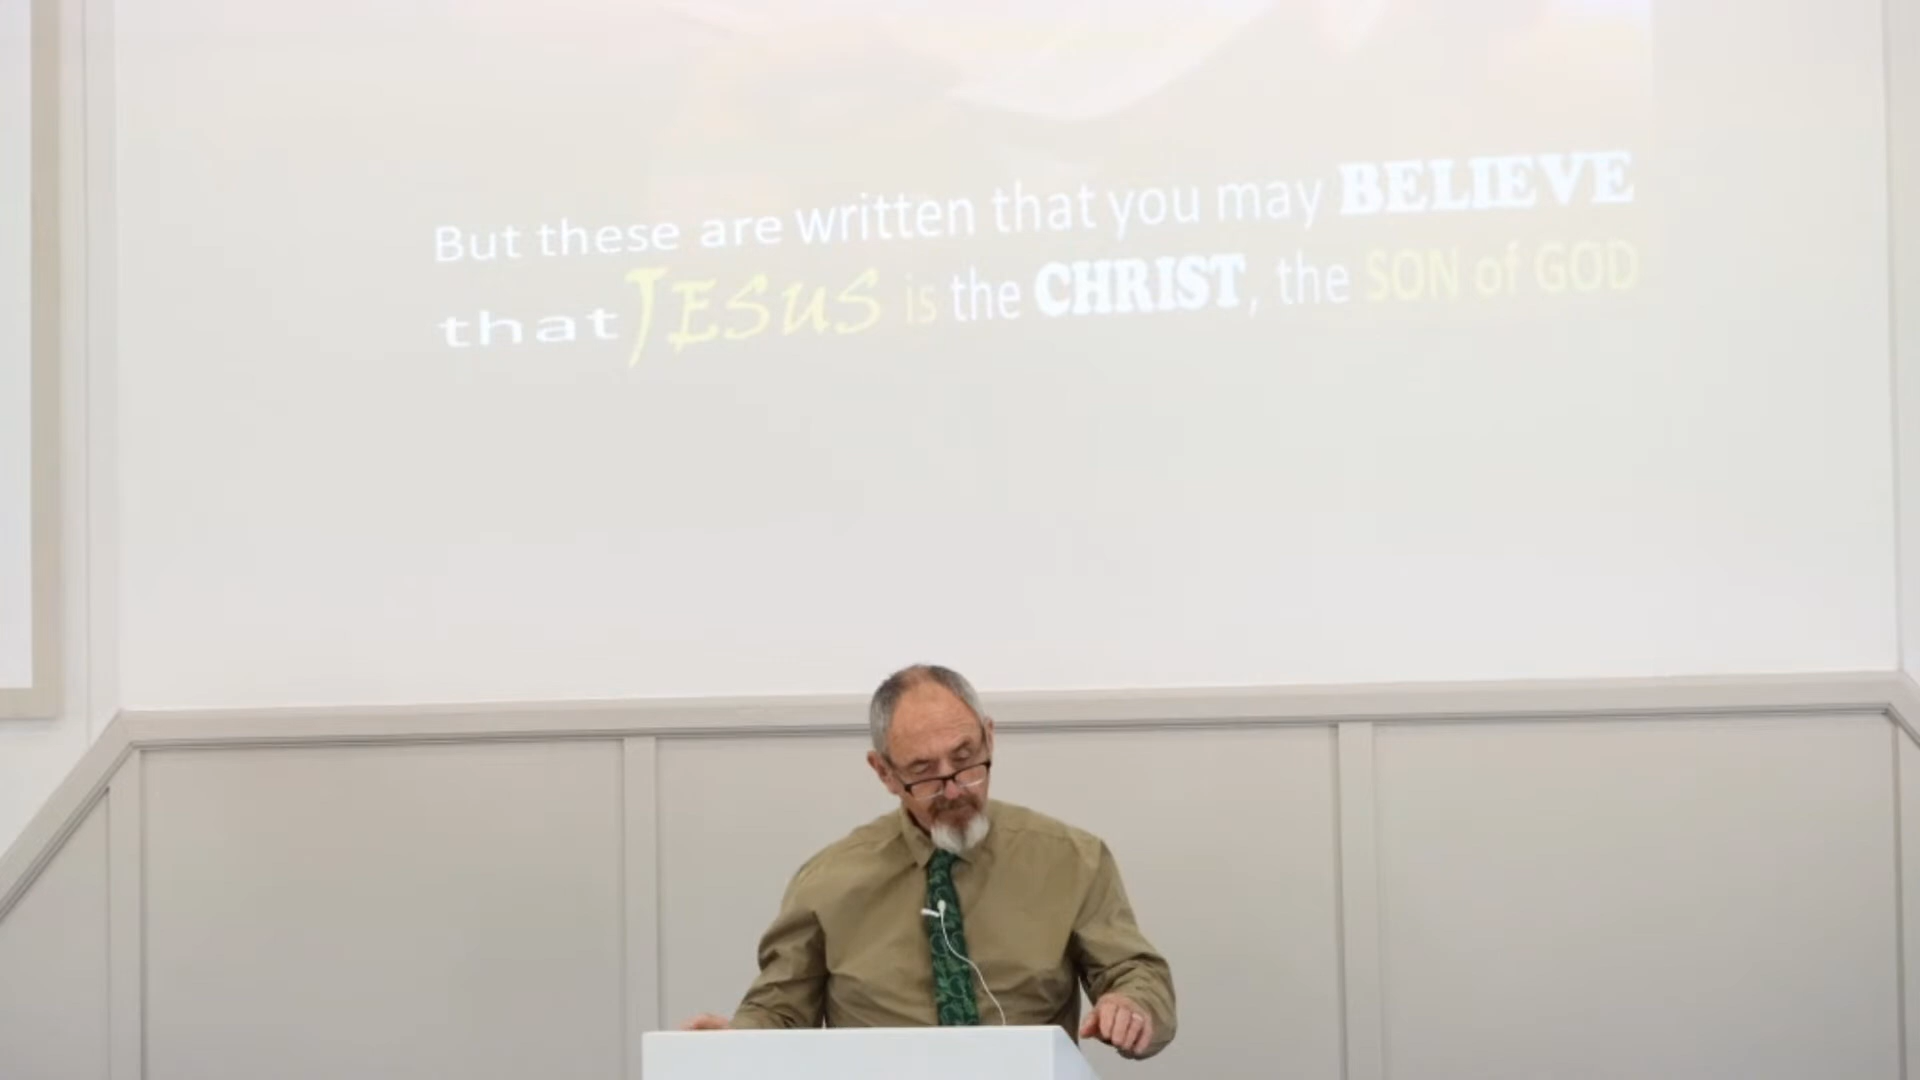 But these are written that you may BELIEVE
that JESUS is the CHRIST, the SON of GOD